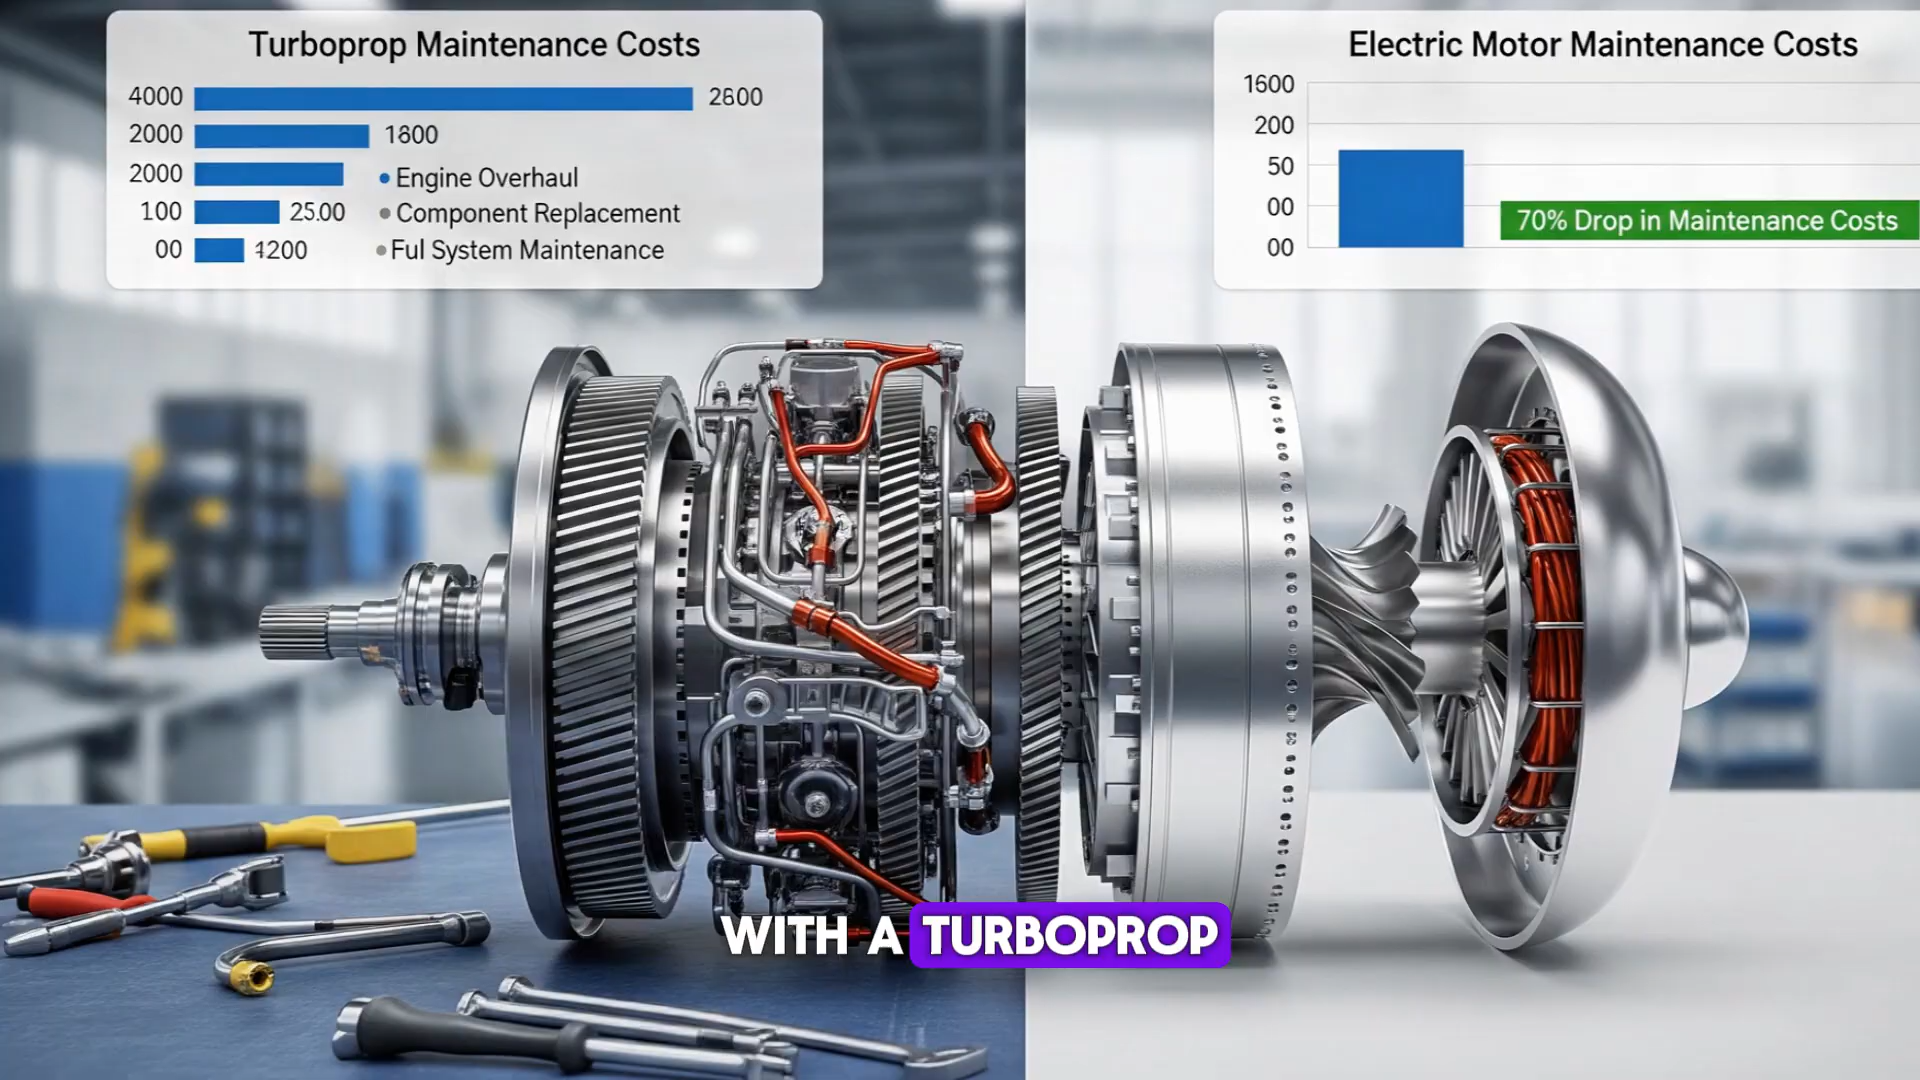 Turboprop Maintenance Costs
4000 2800
2000 1800
2000
• Engine Overhaul
100 25.00
• Component Replacement
00 4200
• Ful System Maintenance
Electric Motor Maintenance Costs
1600
200
50
00
70% Drop in Maintenance Costs
00
WITH A TURBOPROP